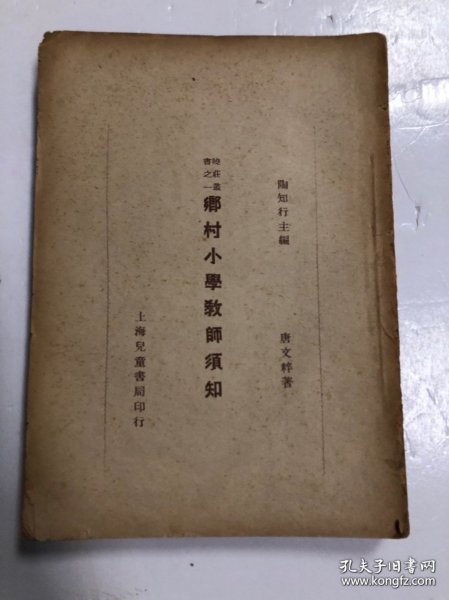 陶知行主編
唐文粹著
曉莊叢書之一
鄉村小學教師須知
上海兒童書局印行
孔夫子旧书网
www.kongfz.com